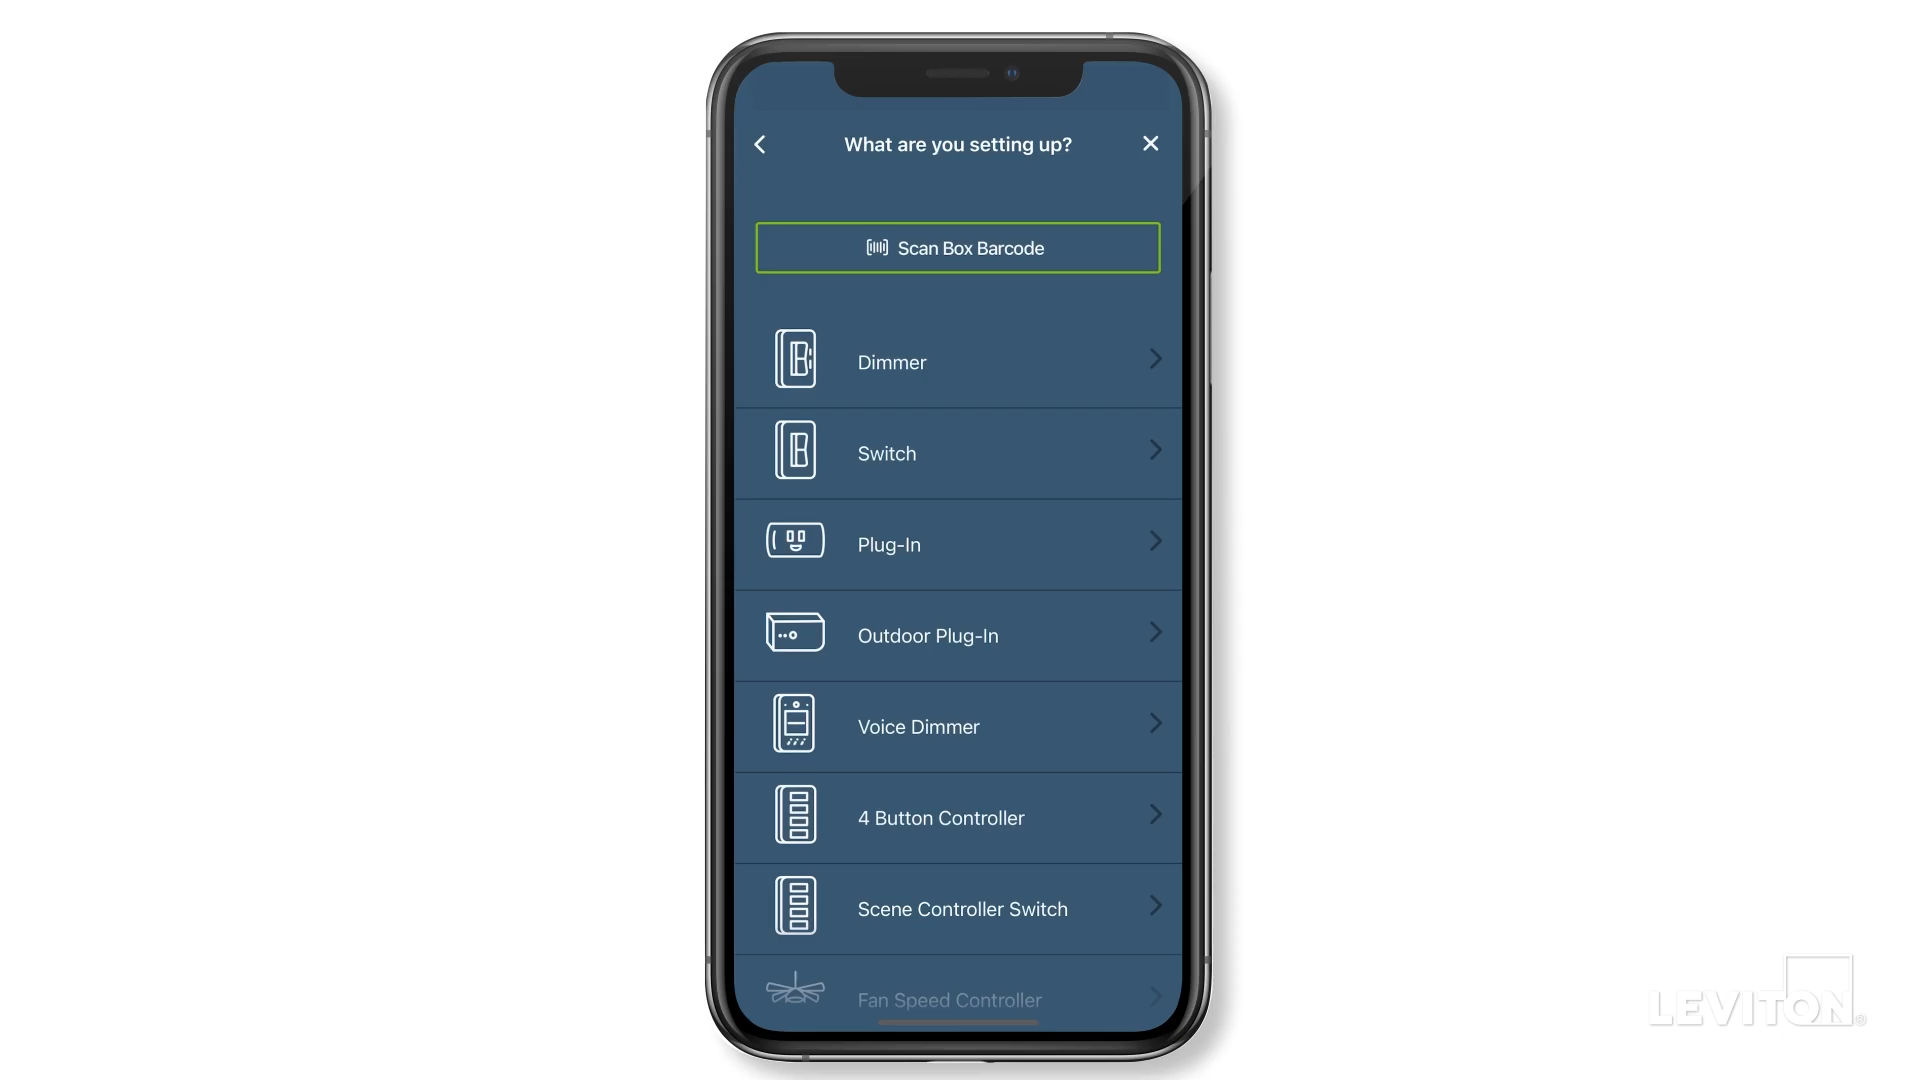 What are you setting up?
Scan Box Barcode
Dimmer
Switch
Plug-In
Outdoor Plug-In
Voice Dimmer
4 Button Controller
Scene Controller Switch
Fan Speed Controller
LEVITON®